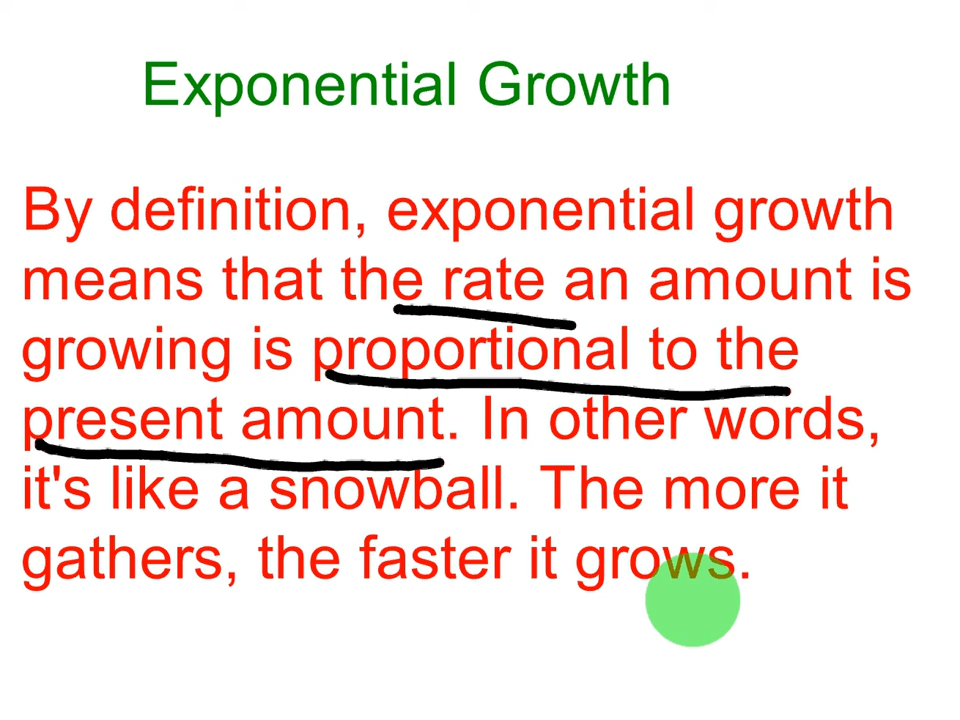 Exponential Growth
By definition, exponential growth
means that the rate an amount is
growing is proportional to the
present amount. In other words,
it's like a snowball. The more it
gathers, the faster it grows.